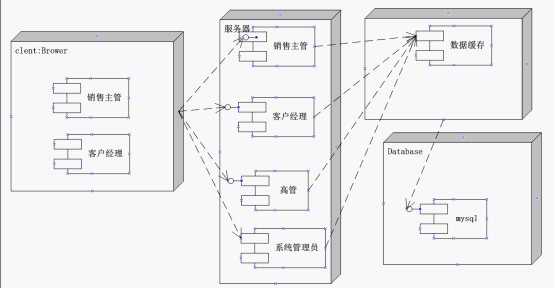 clent:Brower
销售主管
客户经理
服务器
销售主管
客户经理
高管
系统管理员
数据缓存
Database
mysql